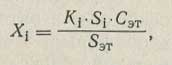 Xᵢ = Kᵢ·Sᵢ·Cэт / Sэт,